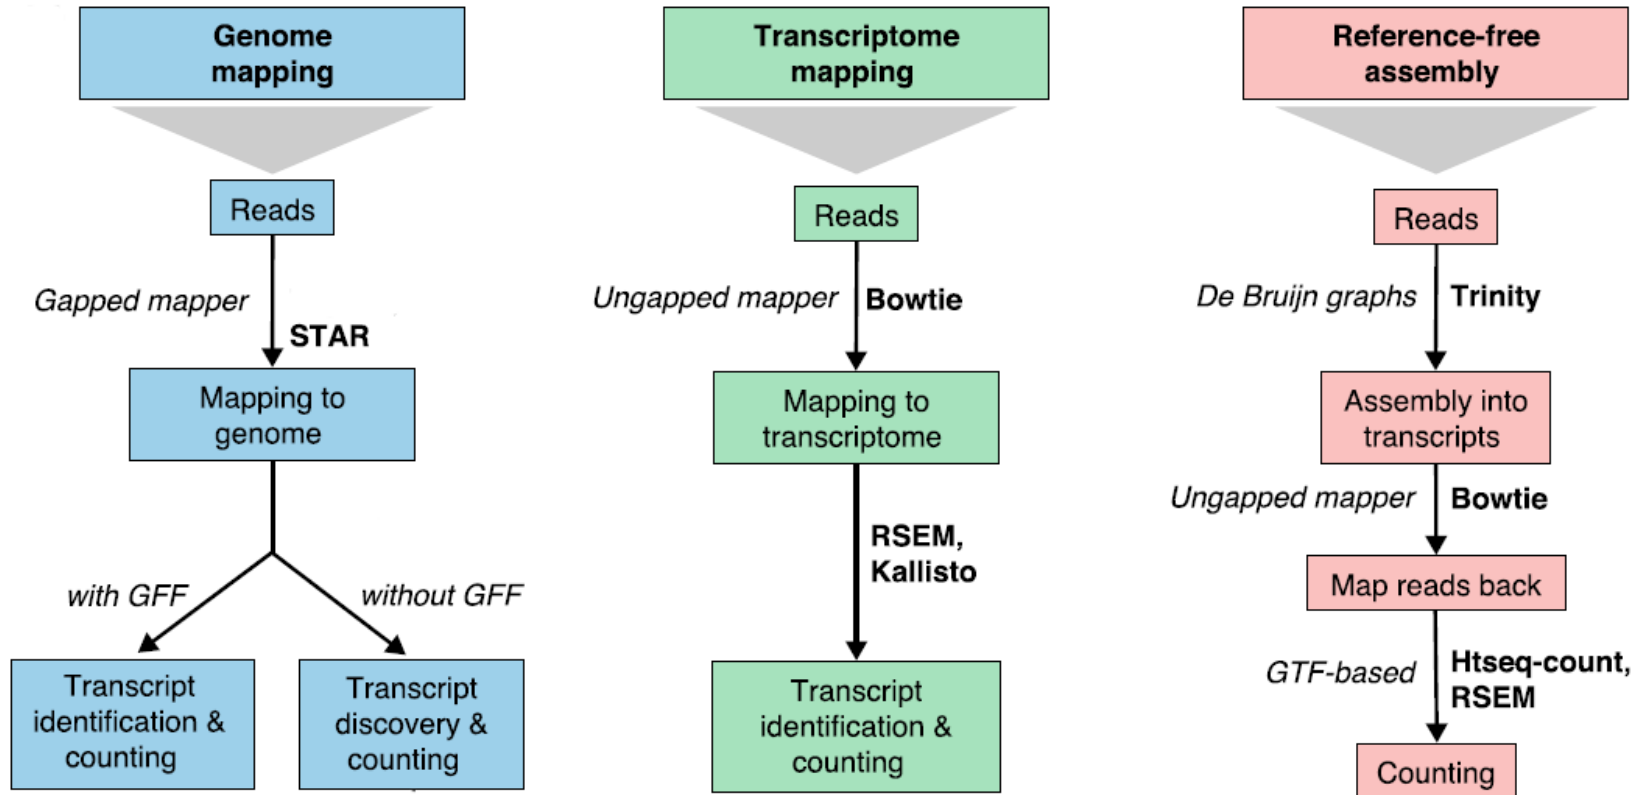 Genome
mapping
Reads
Gapped mapper
STAR
Mapping to
genome
with GFF
without GFF
Transcript
identification &
counting
Transcript
discovery &
counting
Transcriptome
mapping
Reads
Ungapped mapper
Bowtie
Mapping to
transcriptome
RSEM,
Kallisto
Transcript
identification &
counting
Reference-free
assembly
Reads
De Bruijn graphs
Trinity
Assembly into
transcripts
Ungapped mapper
Bowtie
Map reads back
GTF-based
Htseq-count,
RSEM
Counting